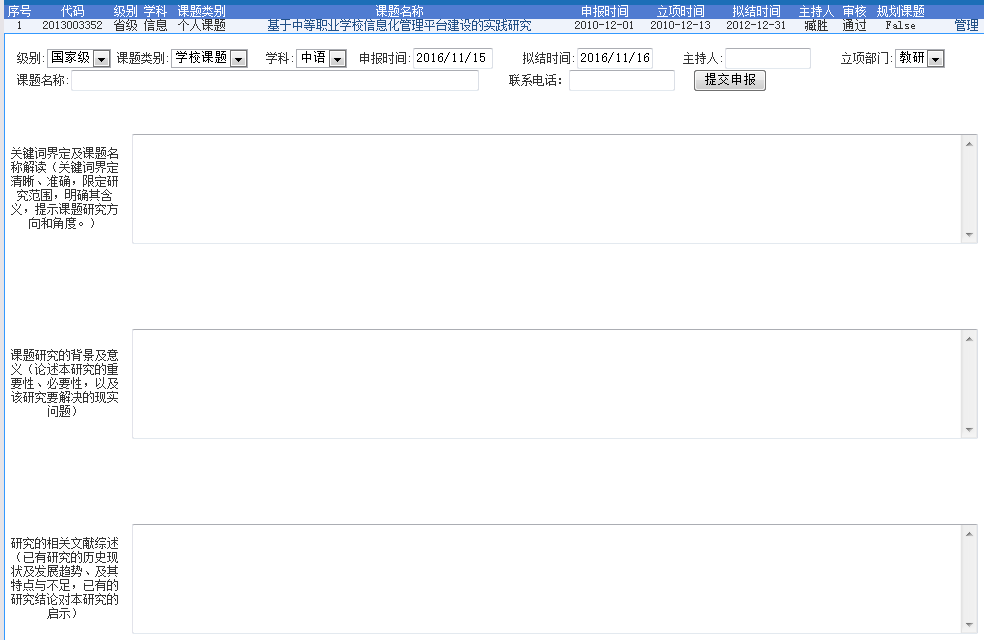 序号 代码 级别 学科 课题类别 课题名称 申报时间 立项时间 拟结时间 主持人 审核 规划课题
1 2013003352 省级 信息 个人课题 基于中等职业学校信息化管理平台建设的实践研究 2010-12-01 2010-12-13 2012-12-31 臧胜 通过 False 管理
级别: 国家级 课题类别: 学校课题 学科: 中语 申报时间: 2016/11/15 拟结时间: 2016/11/16 主持人: 立项部门: 教研
课题名称: 联系电话: 提交申报
关键词界定及课题名
称解读（关键词界定
清晰、准确，限定研
究范围，明确其含
义，提示课题研究方
向和角度。）
课题研究的背景及意
义（论述本研究的重
要性、必要性，以及
该研究要解决的现实
问题）
研究的相关文献综述
（已有研究的历史现
状及发展趋势、及其
特点与不足，已有的
研究结论对本研究的
启示）